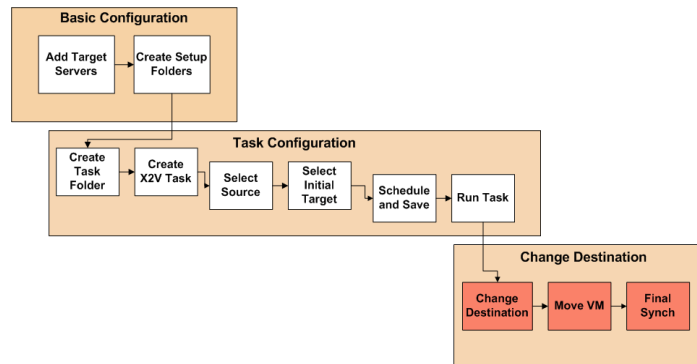 Basic Configuration
Add Target
Servers
Create Setup
Folders
Task Configuration
Create
Task
Folder
Create
X2V Task
Select
Source
Select
Initial
Target
Schedule
and Save
Run Task
Change Destination
Change
Destination
Move VM
Final
Synch